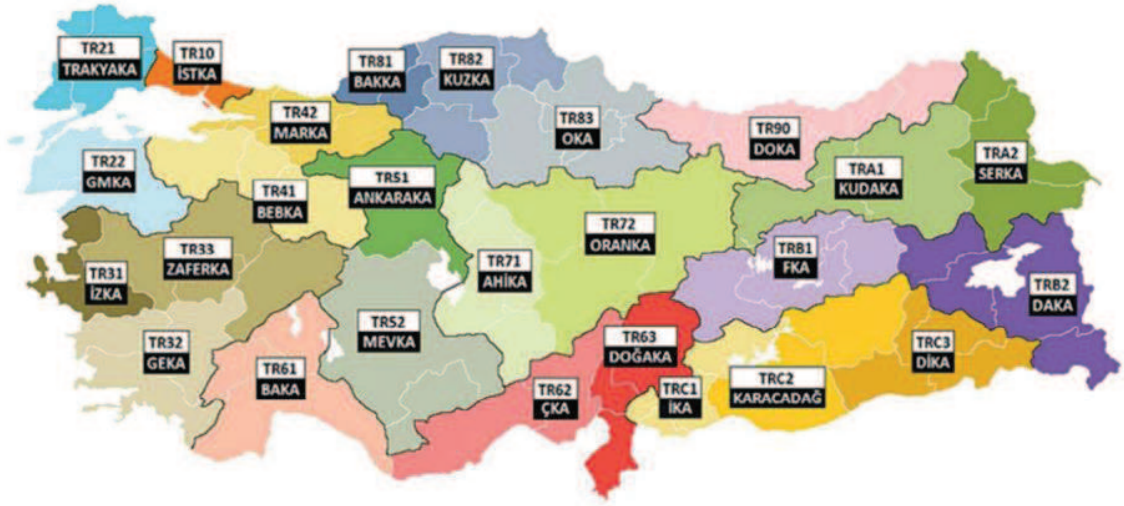 TR21
TRAKYAKA
TR10
İSTKA
TR81
BAKKA
TR82
KUZKA
TR42
MARKA
TR83
OKA
TR90
DOKA
TRA2
SERKA
TRA1
KUDAKA
TR22
GMKA
TR51
ANKARAKA
TR41
BEBKA
TR72
ORANKA
TR33
ZAFERKA
TRB1
FKA
TR71
AHİKA
TR31
İZKA
TRB2
DAKA
TR52
MEVKA
TR63
DOĞAKA
TR32
GEKA
TRC3
DİKA
TR61
BAKA
TR62
ÇKA
TRC1
İKA
TRC2
KARACADAĞ